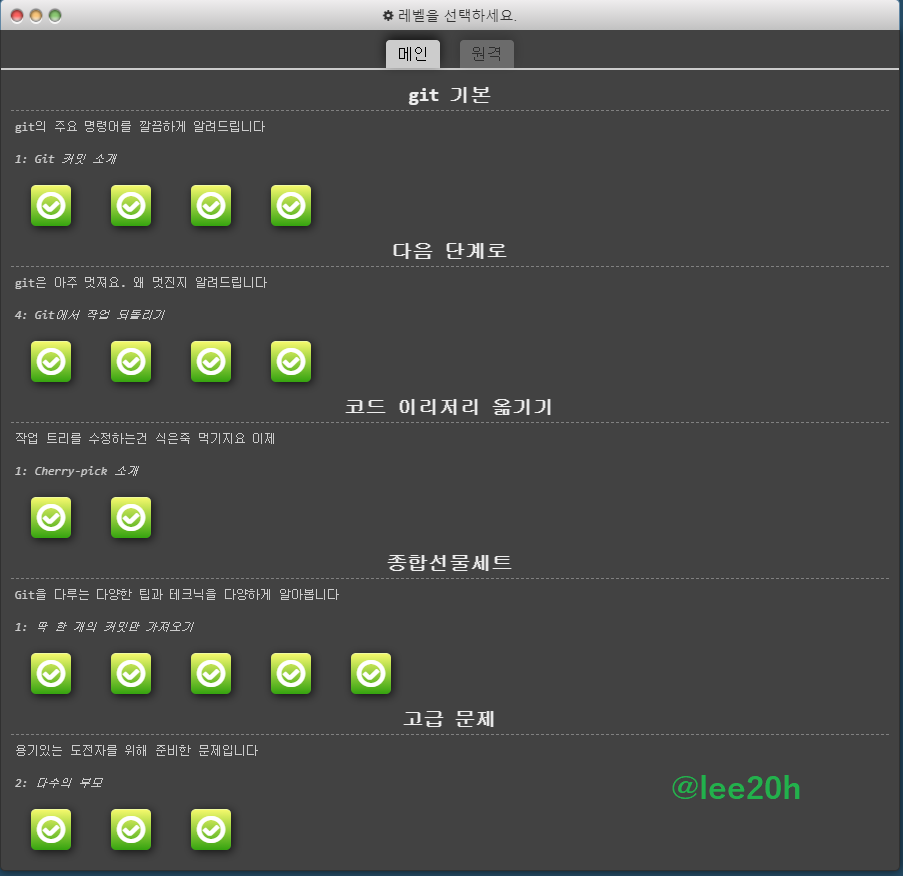 레벨을 선택하세요.
메인 원격
git 기본
git의 주요 명령어를 깔끔하게 알려드립니다
1: Git 커밋 소개
다음 단계로
git은 아주 멋져요. 왜 멋진지 알려드립니다
4: Git에서 작업 되돌리기
코드 이리저리 옮기기
작업 트리를 수정하는건 식은죽 먹기지요 이제
1: Cherry-pick 소개
종합선물세트
Git을 다루는 다양한 팁과 테크닉을 다양하게 알아봅니다
1: 딱 한 개의 커밋만 가져오기
고급 문제
용기있는 도전자를 위해 준비한 문제입니다
2: 다수의 부모
@lee20h